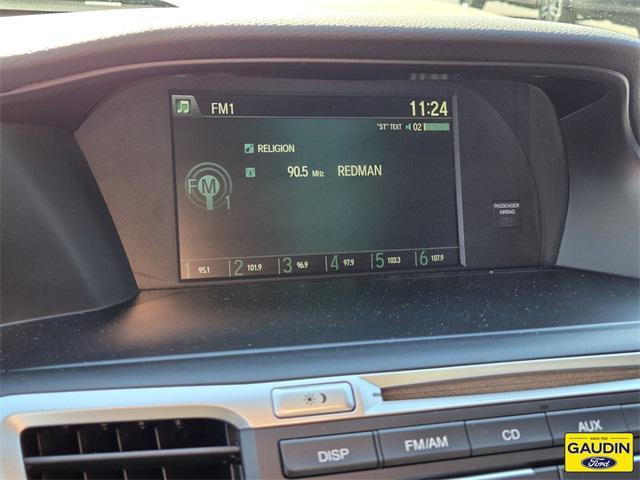 FM1 11:24
"ST" TEXT 02
RELIGION
FM 1 90.5 MHz REDMAN
1 95.1 2 101.9 3 96.9 4 97.9 5 103.3 6 107.9
PASSENGER
AIRBAG
DISP FM/AM CD AUX
GAUDIN
Ford